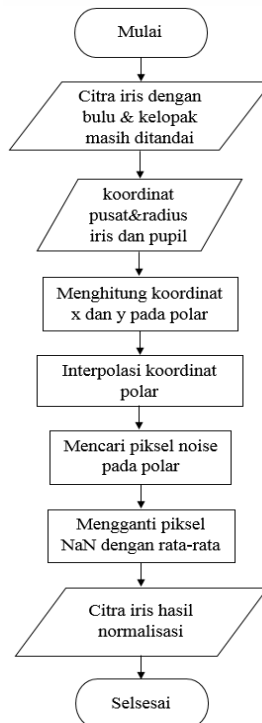 Mulai
Citra iris dengan
bulu & kelopak
masih ditandai
koordinat
pusat&radius
iris dan pupil
Menghitung koordinat
x dan y pada polar
Interpolasi koordinat
polar
Mencari piksel noise
pada polar
Mengganti piksel
NaN dengan rata-rata
Citra iris hasil
normalisasi
Selsesai